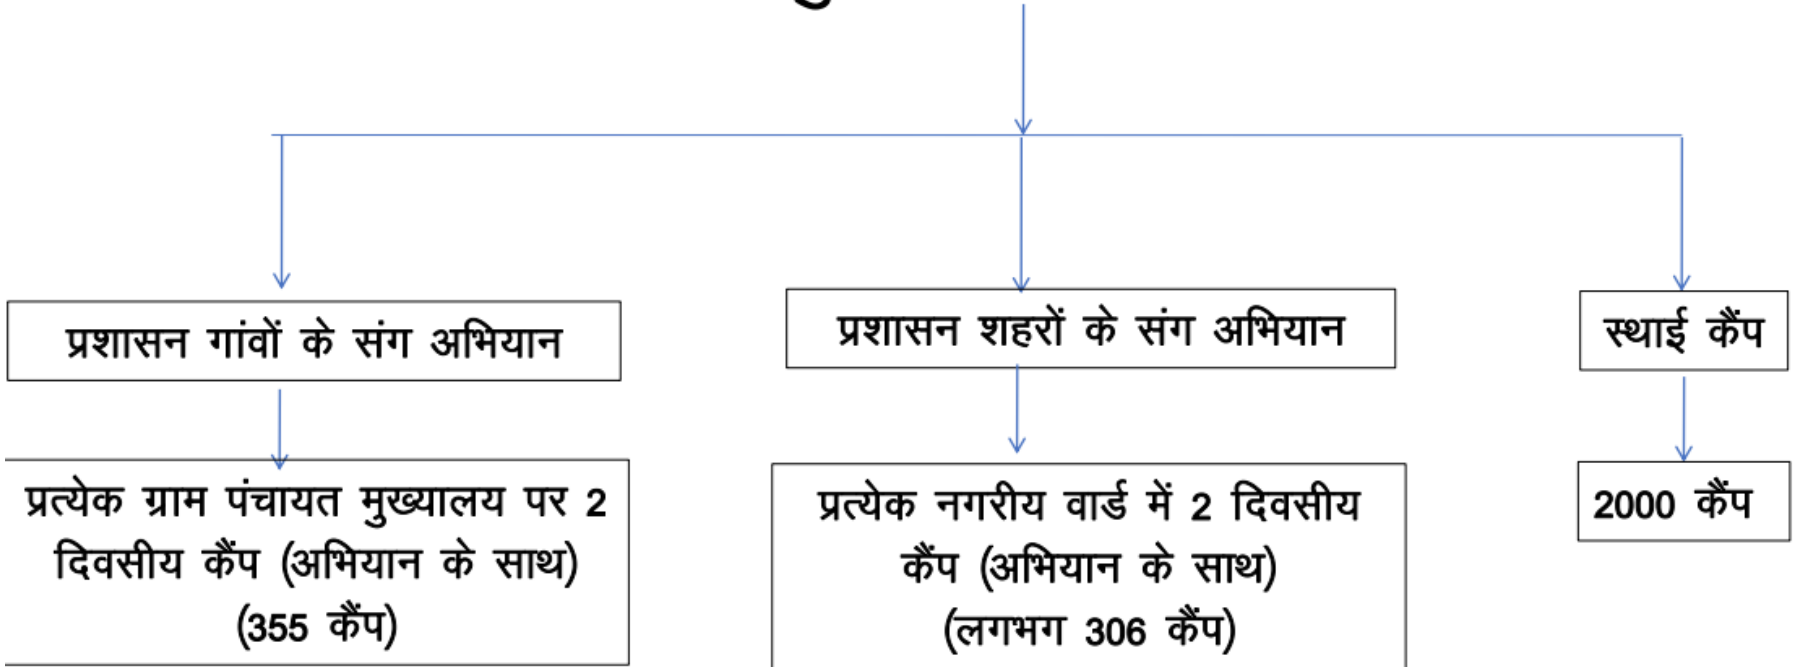 प्रशासन गांवों के संग अभियान
प्रशासन शहरों के संग अभियान
स्थाई कैंप
प्रत्येक ग्राम पंचायत मुख्यालय पर 2
दिवसीय कैंप (अभियान के साथ)
(355 कैंप)
प्रत्येक नगरीय वार्ड में 2 दिवसीय
कैंप (अभियान के साथ)
(लगभग 306 कैंप)
2000 कैंप